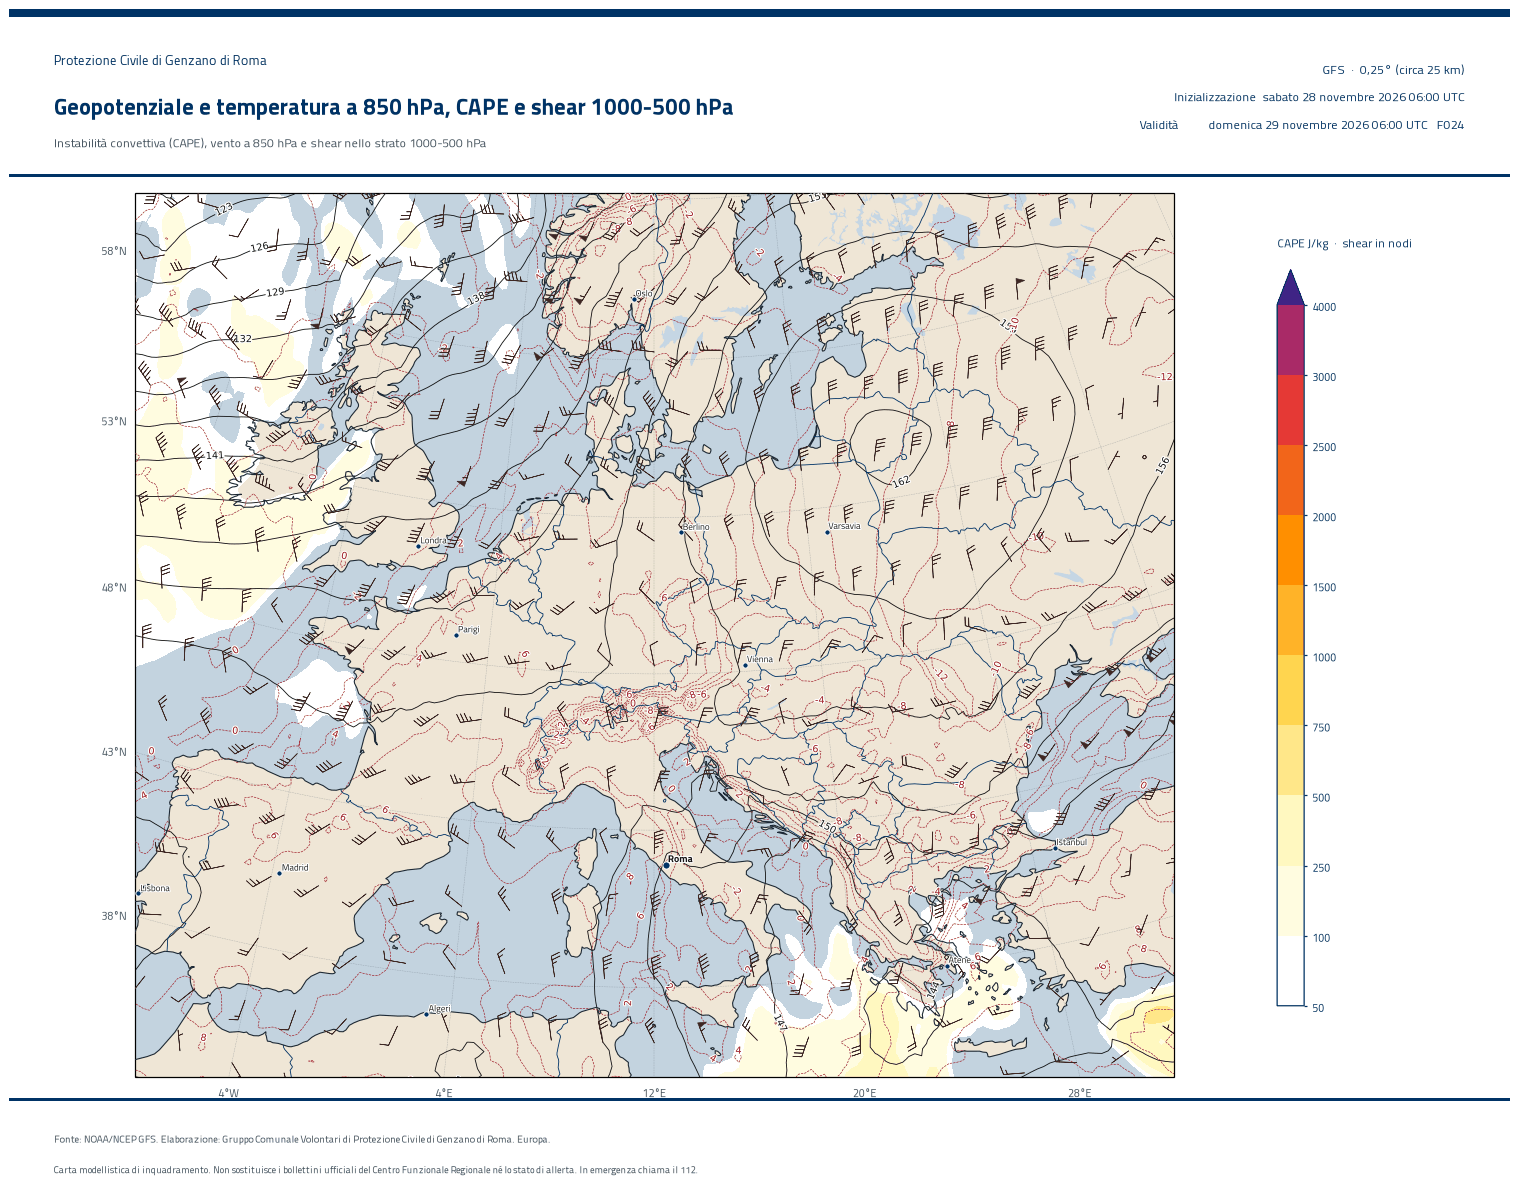 Protezione Civile di Genzano di Roma
Geopotenziale e temperatura a 850 hPa, CAPE e shear 1000-500 hPa
Instabilità convettiva (CAPE), vento a 850 hPa e shear nello strato 1000-500 hPa
GFS · 0,25° (circa 25 km)
Inizializzazione sabato 28 novembre 2026 06:00 UTC
Validità domenica 29 novembre 2026 06:00 UTC F024
CAPE J/kg · shear in nodi
4000
3000
2500
2000
1500
1000
750
500
250
100
50
58°N
53°N
48°N
43°N
38°N
4°W
4°E
12°E
20°E
28°E
123
126
129
132
138
141
162
156
150
147
144
Oslo
Londra
Berlino
Varsavia
Parigi
Vienna
Madrid
Lisbona
Roma
Istanbul
Atene
Algeri
Fonte: NOAA/NCEP GFS. Elaborazione: Gruppo Comunale Volontari di Protezione Civile di Genzano di Roma. Europa.
Carta modellistica di inquadramento. Non sostituisce i bollettini ufficiali del Centro Funzionale Regionale né lo stato di allerta. In emergenza chiama il 112.